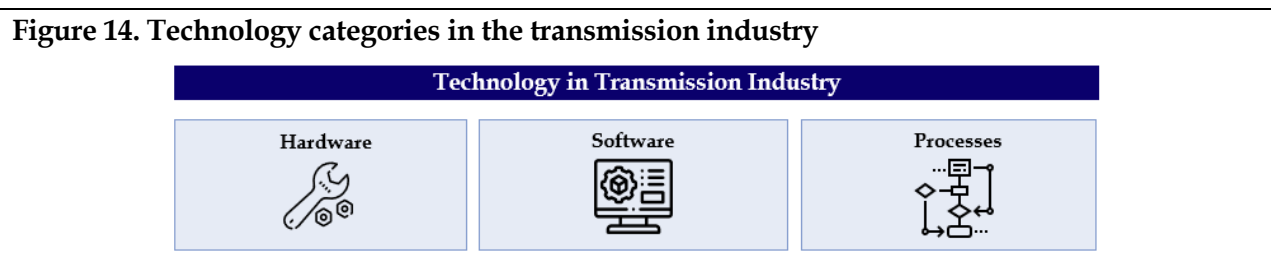 Figure 14. Technology categories in the transmission industry
Technology in Transmission Industry
Hardware
Software
Processes